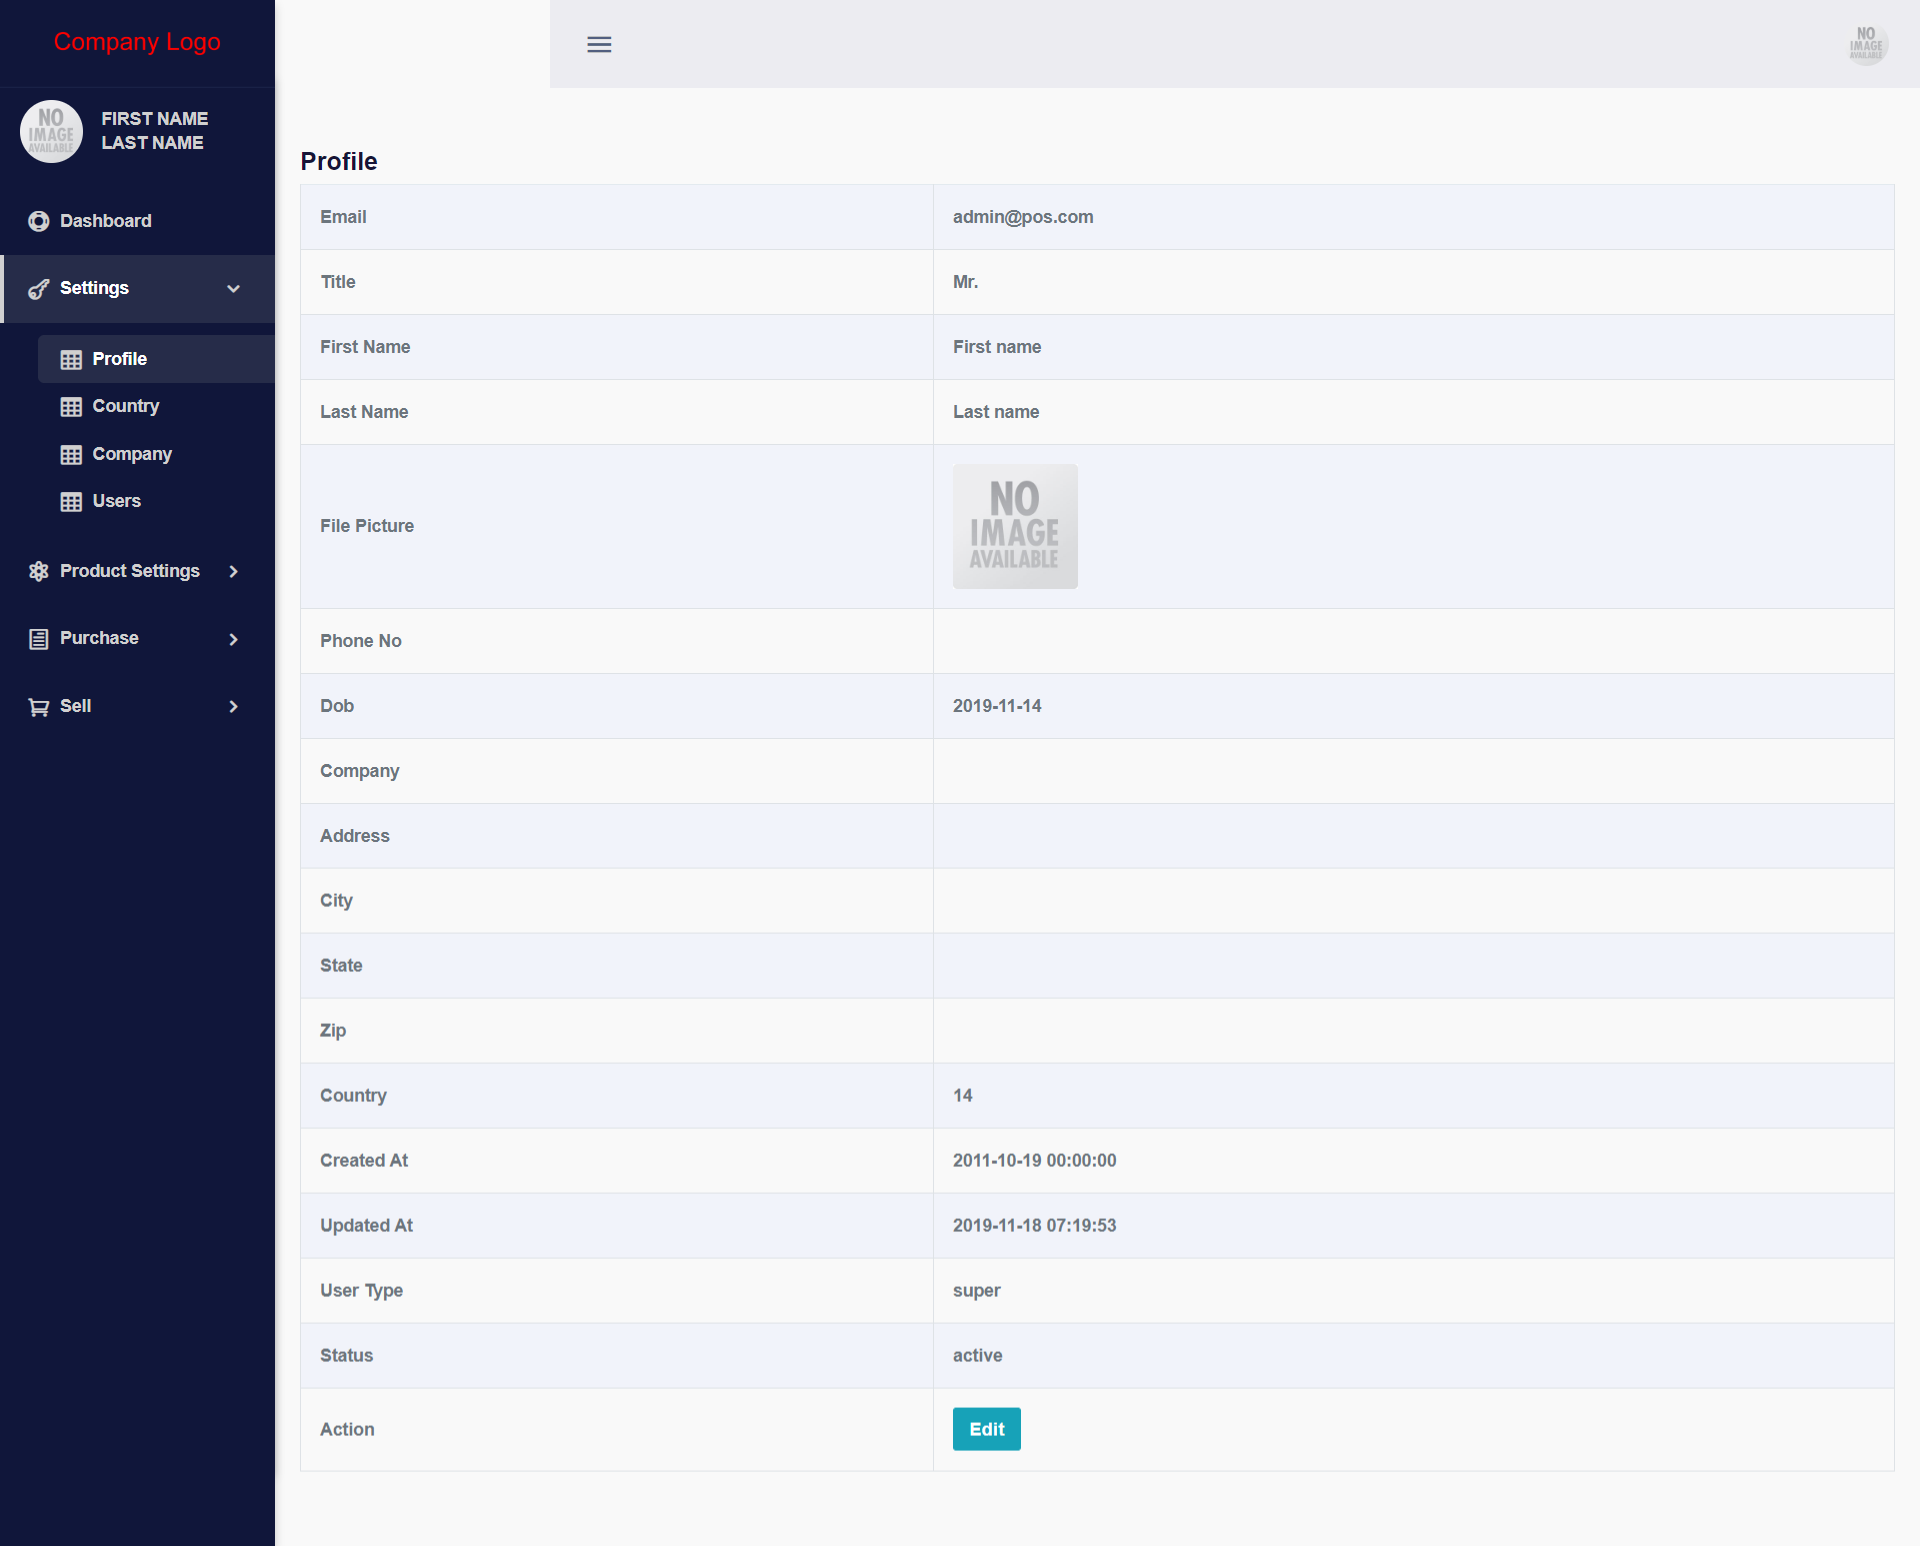 Company Logo
NO
IMAGE
AVAILABLE
NO
IMAGE
AVAILABLE
FIRST NAME
LAST NAME
Dashboard
Settings
Profile
Country
Company
Users
Product Settings
Purchase
Sell
Profile
Email admin@pos.com
Title Mr.
First Name First name
Last Name Last name
File Picture
NO
IMAGE
AVAILABLE
Phone No
Dob 2019-11-14
Company
Address
City
State
Zip
Country 14
Created At 2011-10-19 00:00:00
Updated At 2019-11-18 07:19:53
User Type super
Status active
Action Edit